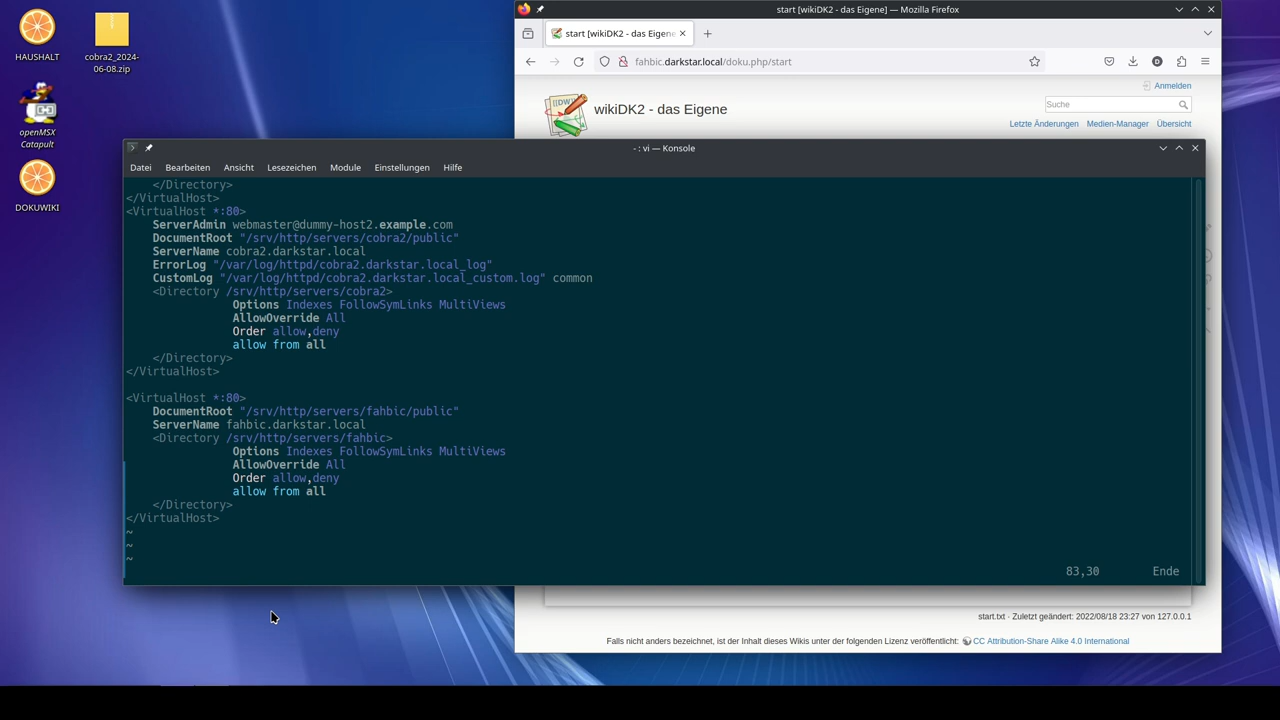 HAUSHALT
cobra2_2024-
06-08.zip
openMSX
Catapult
DOKUWIKI
start [wikiDK2 - das Eigene] — Mozilla Firefox
start [wikiDK2 - das Eigene
fahbic.darkstar.local/doku.php/start
Anmelden
[[DW]]
wikiDK2 - das Eigene
Suche
Letzte Änderungen Medien-Manager Übersicht
- : vi — Konsole
Datei Bearbeiten Ansicht Lesezeichen Module Einstellungen Hilfe
</Directory>
</VirtualHost>
<VirtualHost *:80>
ServerAdmin webmaster@dummy-host2.example.com
DocumentRoot "/srv/http/servers/cobra2/public"
ServerName cobra2.darkstar.local
ErrorLog "/var/log/httpd/cobra2.darkstar.local_log"
CustomLog "/var/log/httpd/cobra2.darkstar.local_custom.log" common
<Directory /srv/http/servers/cobra2>
Options Indexes FollowSymLinks MultiViews
AllowOverride All
Order allow,deny
allow from all
</Directory>
</VirtualHost>
<VirtualHost *:80>
DocumentRoot "/srv/http/servers/fahbic/public"
ServerName fahbic.darkstar.local
<Directory /srv/http/servers/fahbic>
Options Indexes FollowSymLinks MultiViews
AllowOverride All
Order allow,deny
allow from all
</Directory>
</VirtualHost>
~
~
~
83,30 Ende
start.txt · Zuletzt geändert: 2022/08/18 23:27 von 127.0.0.1
Falls nicht anders bezeichnet, ist der Inhalt dieses Wikis unter der folgenden Lizenz veröffentlicht: CC Attribution-Share Alike 4.0 International